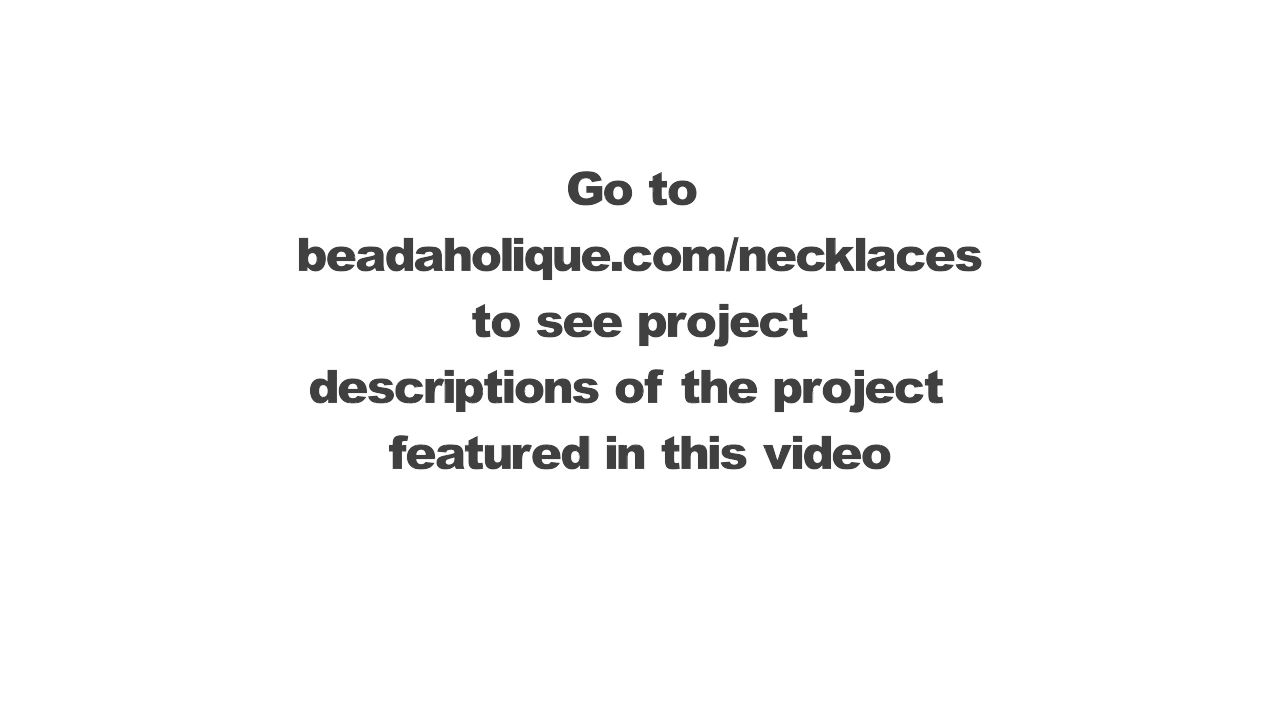 Go to
beadaholique.com/necklaces
to see project
descriptions of the project
featured in this video